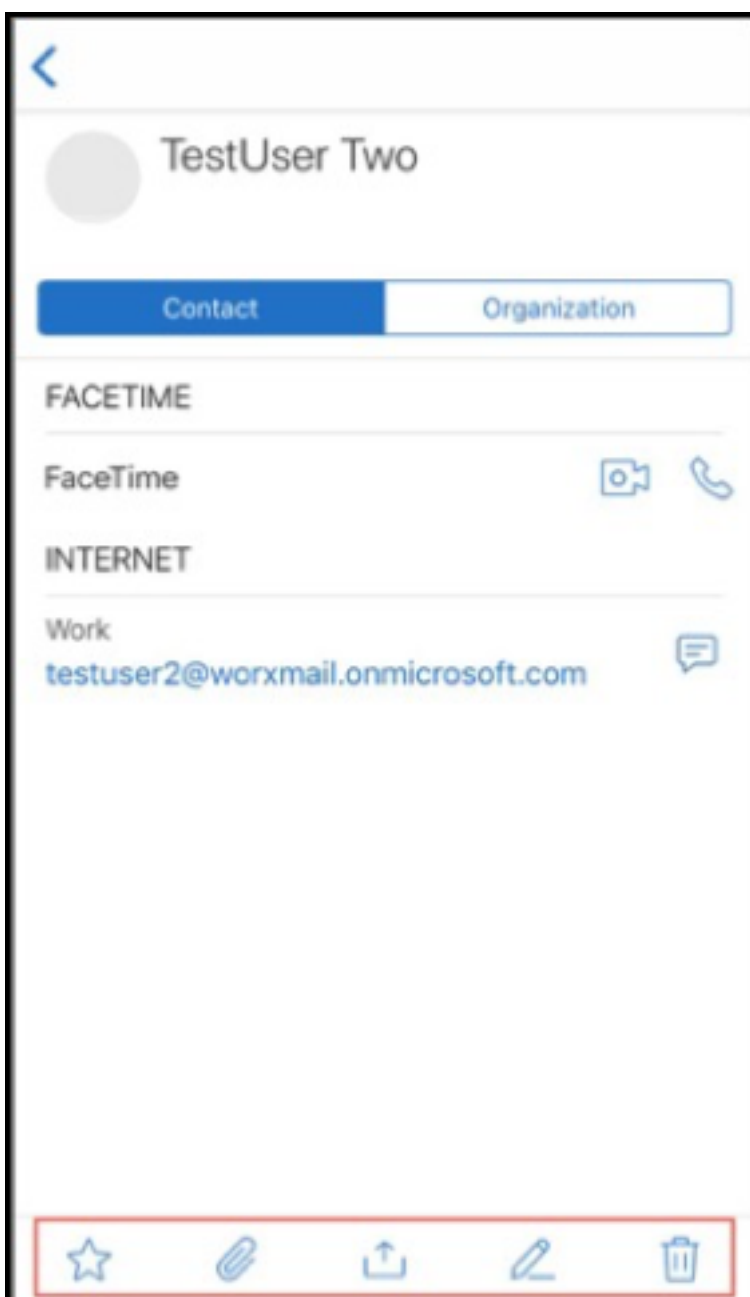 TestUser Two
Contact Organization
FACETIME
FaceTime
INTERNET
Work
testuser2@worxmail.onmicrosoft.com